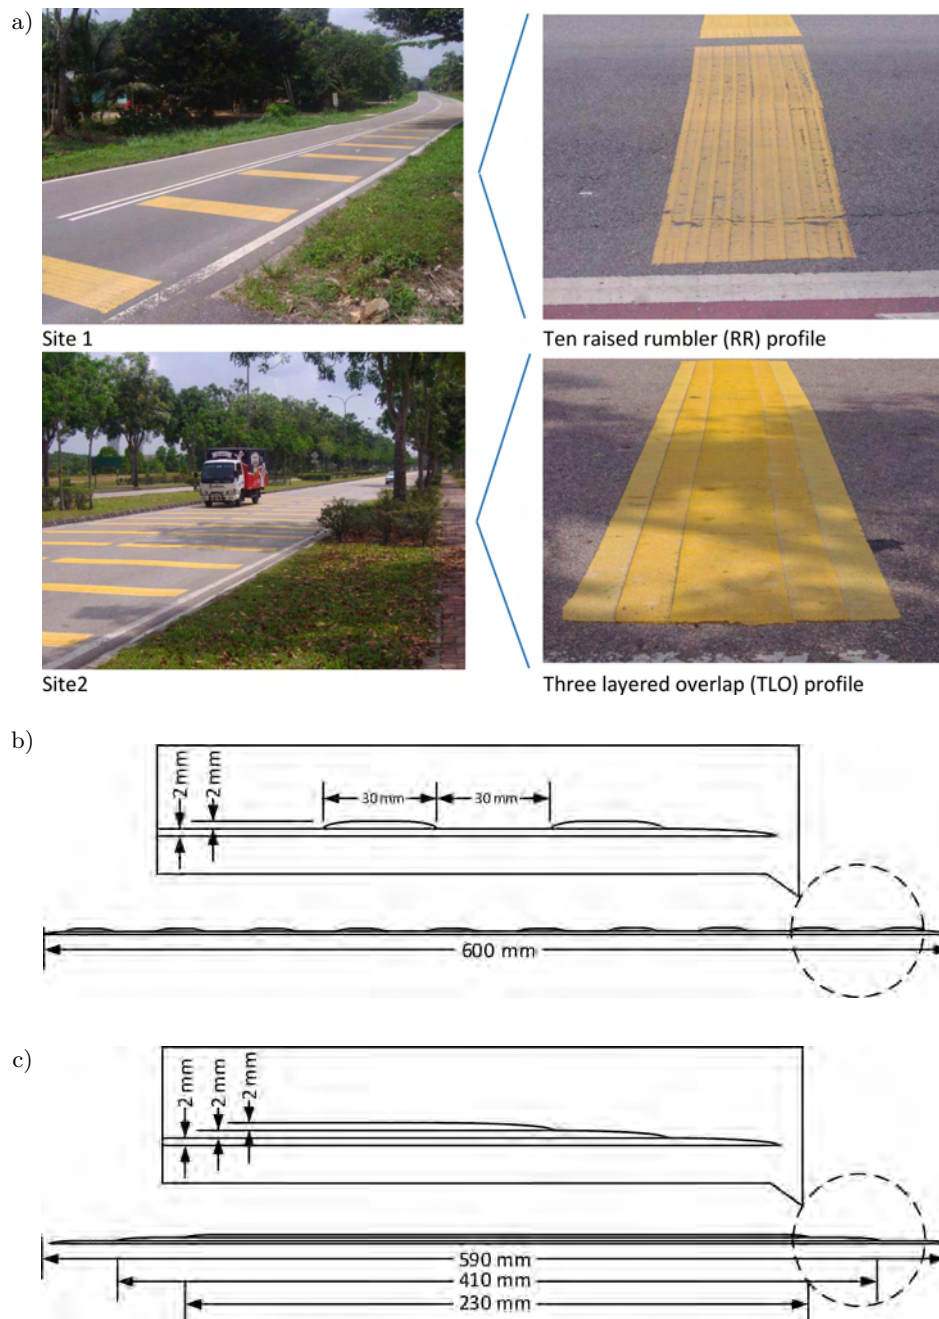 a)
Site 1
Ten raised rumbler (RR) profile
Site2
Three layered overlap (TLO) profile
b)
2 mm
2 mm
30 mm
30 mm
600 mm
c)
2 mm
2 mm
2 mm
590 mm
410 mm
230 mm